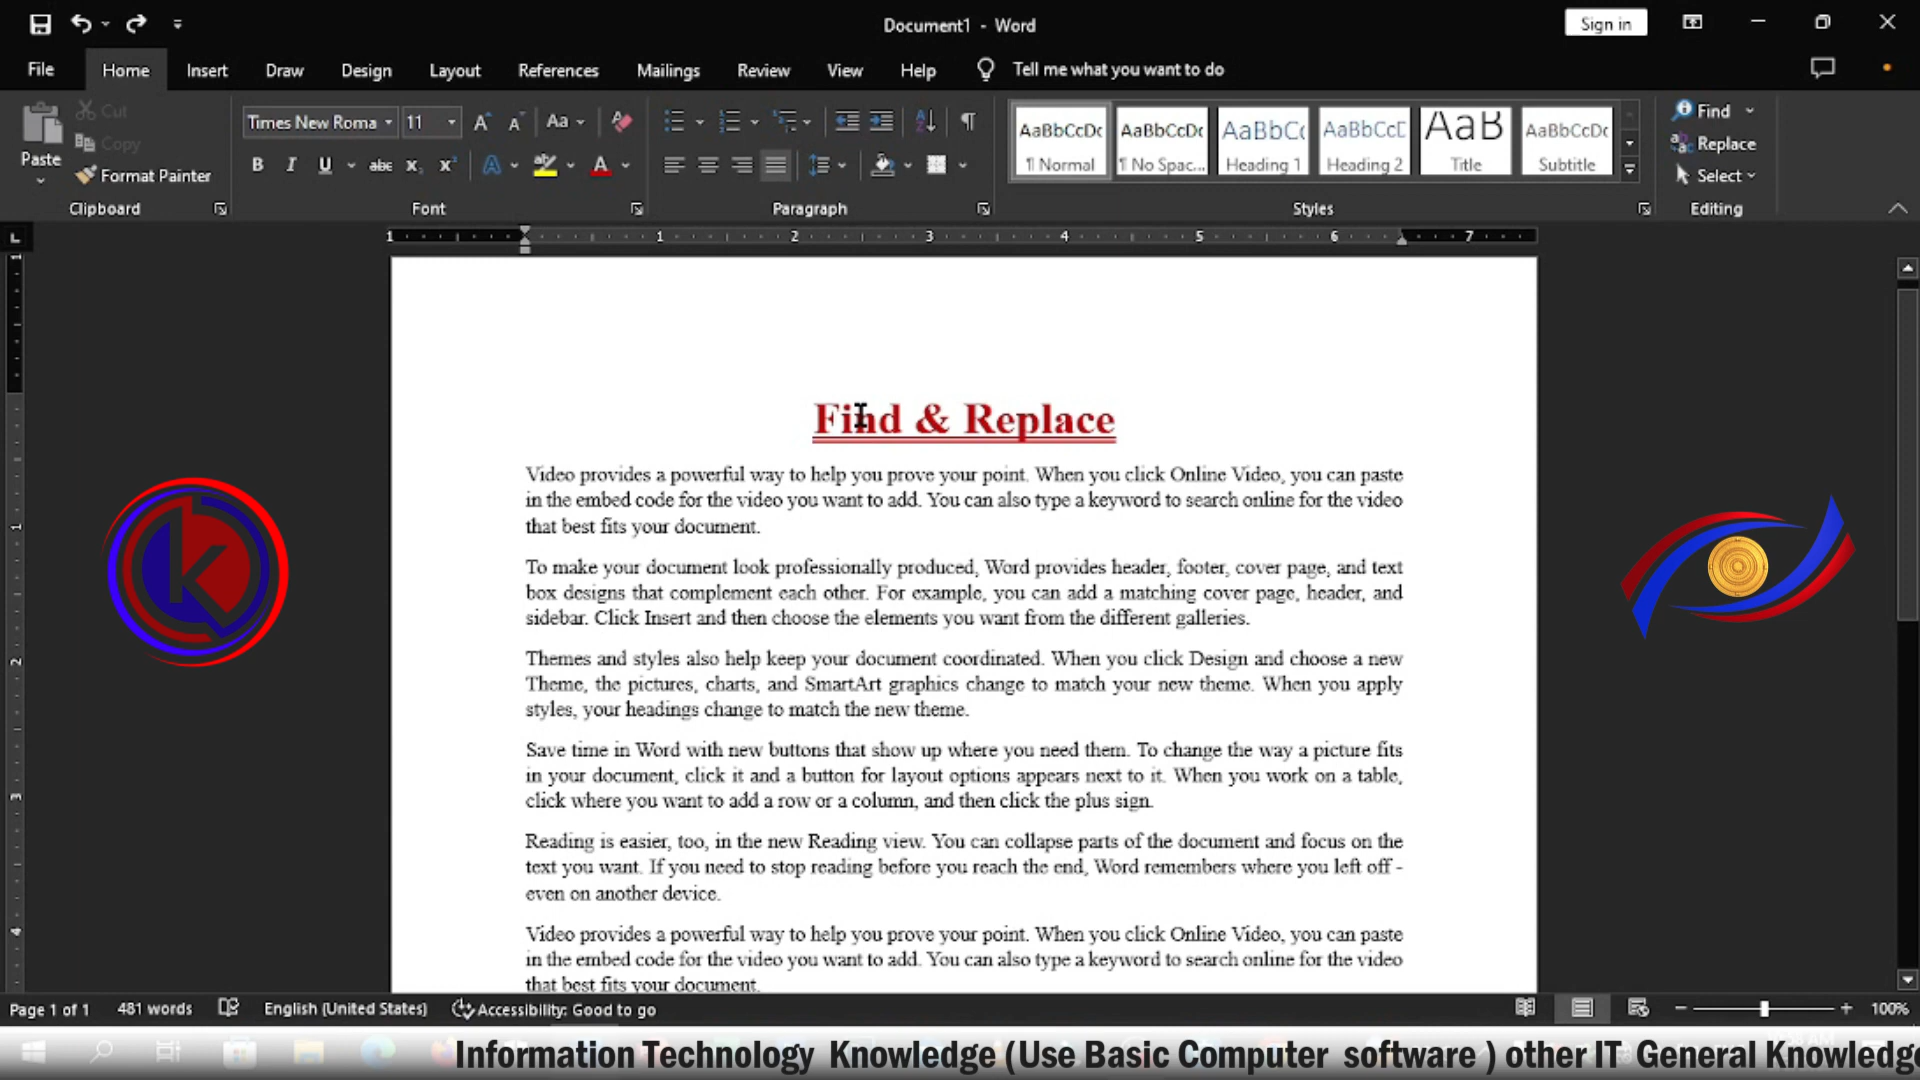 Document1 - Word
Sign in
File Home Insert Draw Design Layout References Mailings Review View Help Tell me what you want to do
Paste
Cut
Copy
Format Painter
Clipboard
Times New Roma 11
Aa
B I U abc x x A A
Font
Paragraph
AaBbCcDc AaBbCcDc AaBbCc AaBbCcD AaB AaBbCcDc
¶ Normal ¶ No Spac... Heading 1 Heading 2 Title Subtitle
Styles
Find
Replace
Select
Editing
L
1 1 2 3 4 5 6 7
1
1
2
3
4
Find & Replace
Video provides a powerful way to help you prove your point. When you click Online Video, you can paste
in the embed code for the video you want to add. You can also type a keyword to search online for the video
that best fits your document.
To make your document look professionally produced, Word provides header, footer, cover page, and text
box designs that complement each other. For example, you can add a matching cover page, header, and
sidebar. Click Insert and then choose the elements you want from the different galleries.
Themes and styles also help keep your document coordinated. When you click Design and choose a new
Theme, the pictures, charts, and SmartArt graphics change to match your new theme. When you apply
styles, your headings change to match the new theme.
Save time in Word with new buttons that show up where you need them. To change the way a picture fits
in your document, click it and a button for layout options appears next to it. When you work on a table,
click where you want to add a row or a column, and then click the plus sign.
Reading is easier, too, in the new Reading view. You can collapse parts of the document and focus on the
text you want. If you need to stop reading before you reach the end, Word remembers where you left off -
even on another device.
Video provides a powerful way to help you prove your point. When you click Online Video, you can paste
in the embed code for the video you want to add. You can also type a keyword to search online for the video
that best fits your document.
K
Page 1 of 1 481 words English (United States) Accessibility: Good to go 100%
Information Technology Knowledge (Use Basic Computer software ) other IT General Knowledge